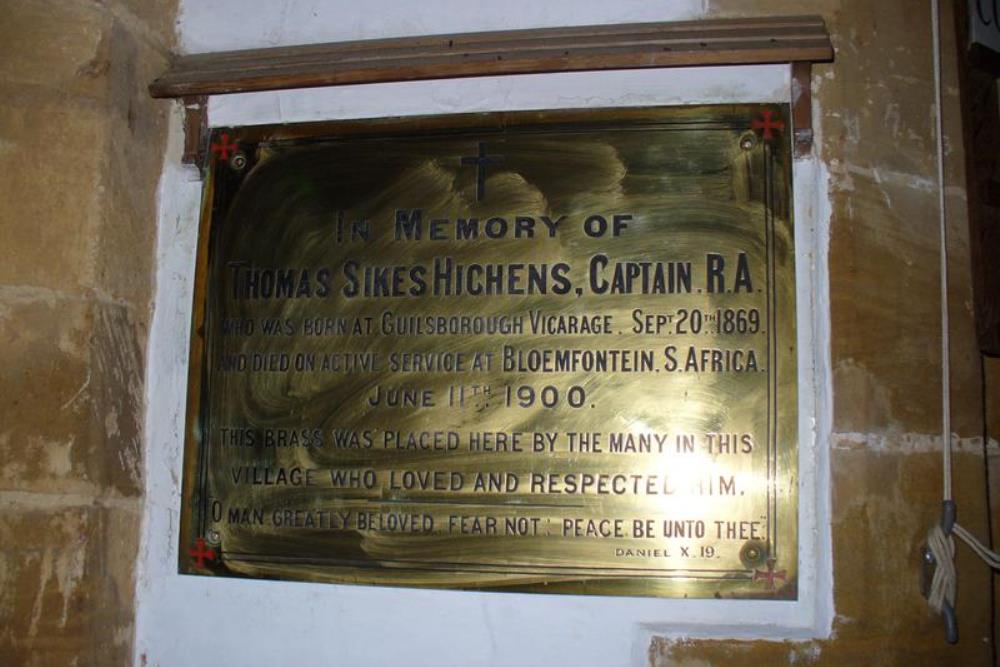 In Memory of
Thomas Sikes Hichens, Captain. R.A.
who was born at Guilsborough Vicarage. Sept. 20th 1869.
and died on active service at Bloemfontein. S. Africa.
June 11th 1900.
This brass was placed here by the many in this
village who loved and respected him.
"O man greatly beloved. fear not: peace be unto thee."
Daniel X. 19.